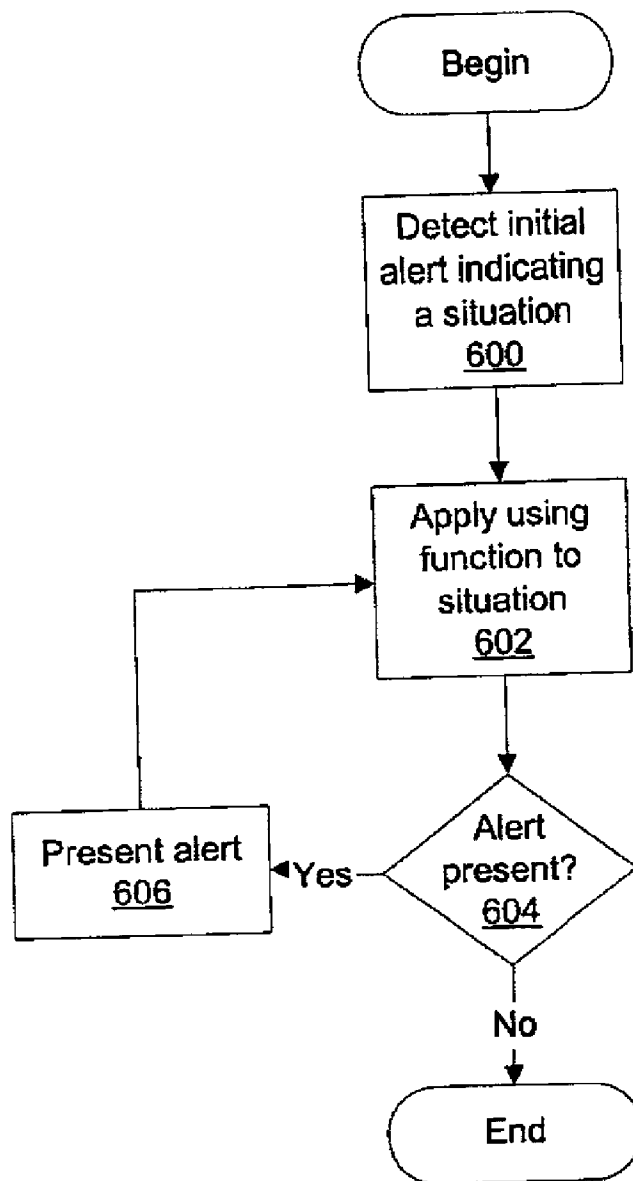 Begin
Detect initial
alert indicating
a situation
600
Apply using
function to
situation
602
Alert
present?
604
Yes
Present alert
606
No
End